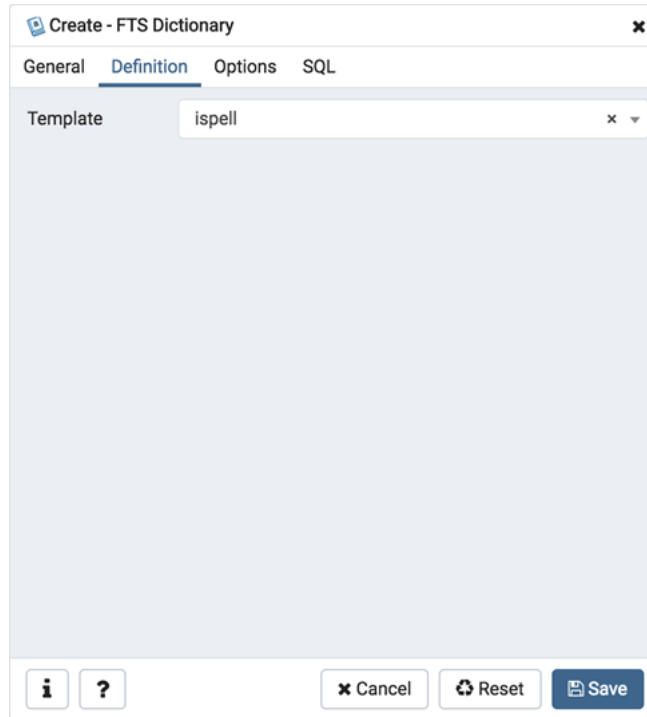 Create - FTS Dictionary
General Definition Options SQL
Template ispell
i ? Cancel Reset Save